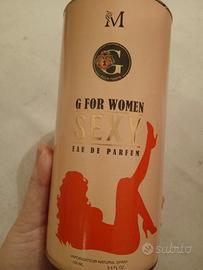 M
G
G FOR WOMEN
SEXY
EAU DE PARFUM
VAPORISATEUR NATURAL SPRAY
100 ML 3.4 FL.OZ
subito